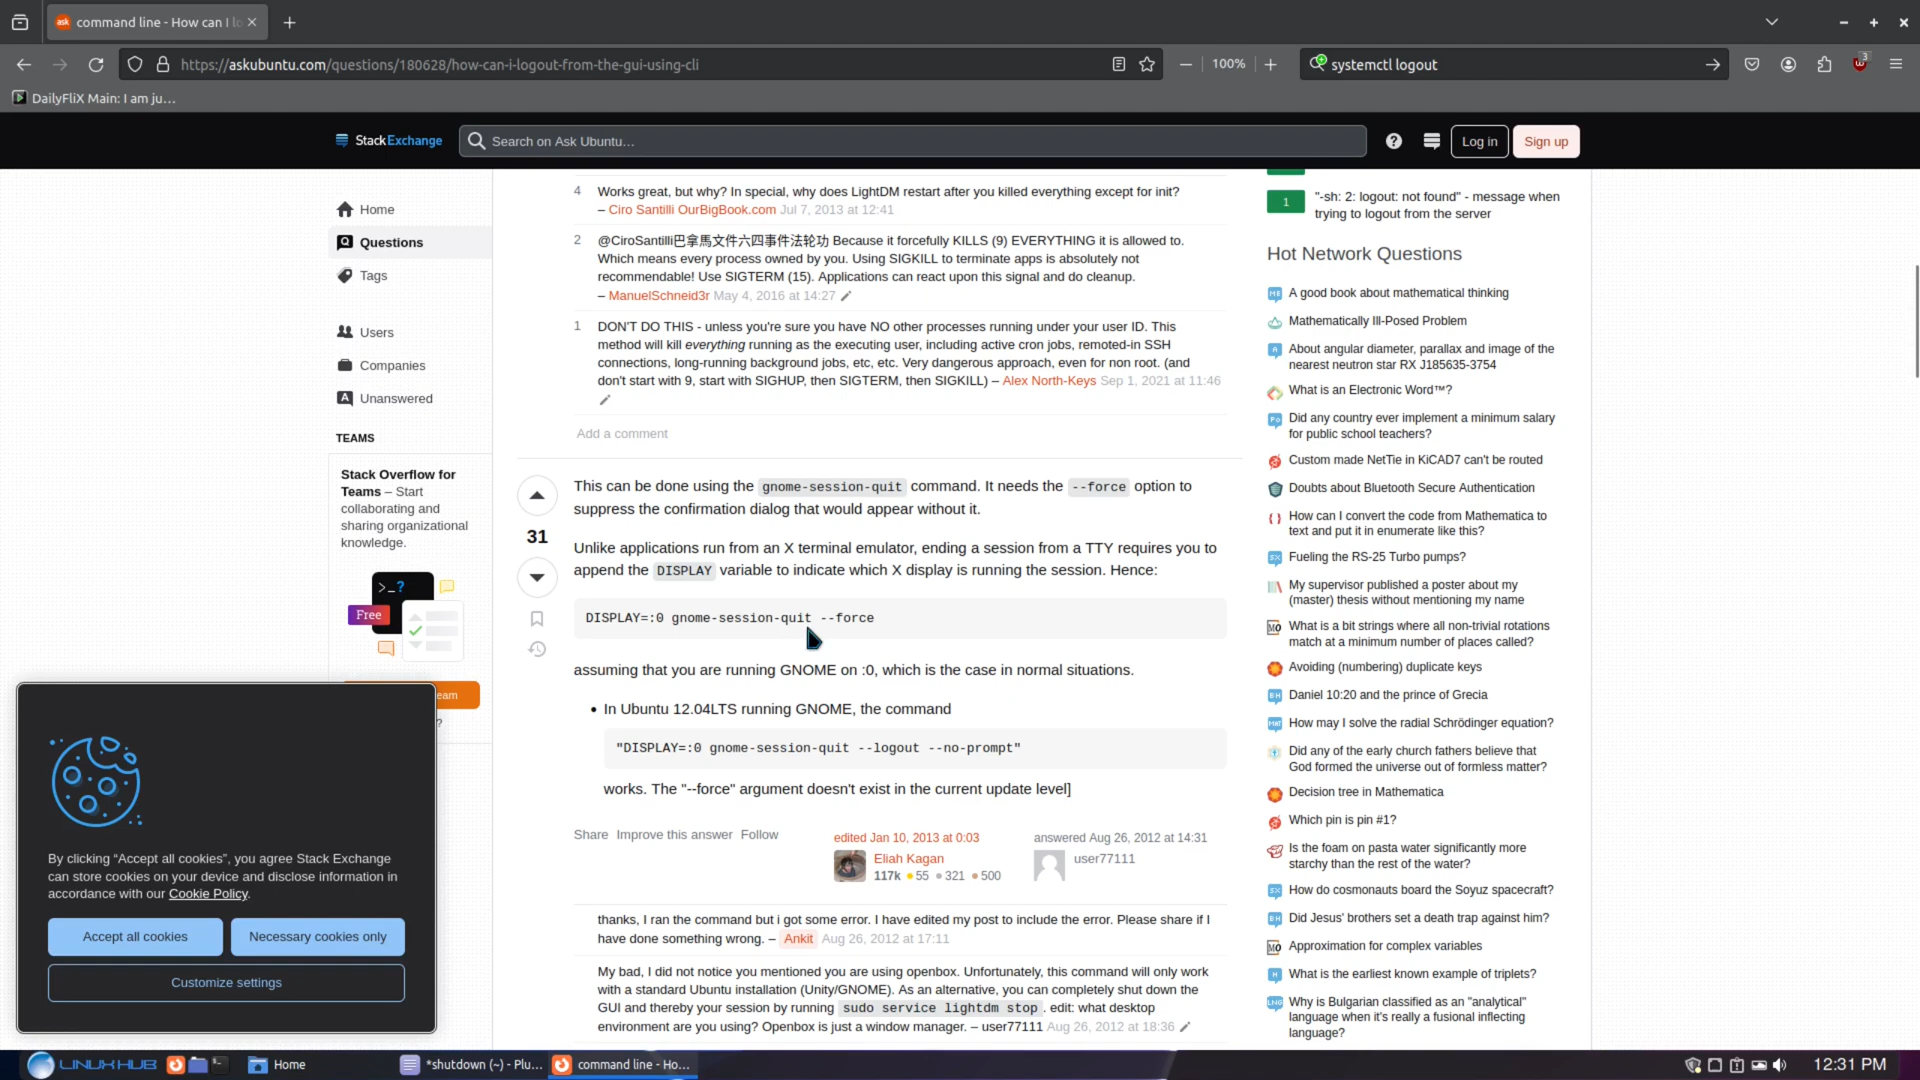 command line - How can I lo
https://askubuntu.com/questions/180628/how-can-i-logout-from-the-gui-using-cli
100%
systemctl logout
3
DailyFliX Main: I am ju…
StackExchange
Search on Ask Ubuntu…
Log in
Sign up
Home
Questions
Tags
Users
Companies
Unanswered
TEAMS
Stack Overflow for
Teams – Start
collaborating and
sharing organizational
knowledge.
>_?
Free
eam
?
4
Works great, but why? In special, why does LightDM restart after you killed everything except for init?
– Ciro Santilli OurBigBook.com Jul 7, 2013 at 12:41
2
@CiroSantilli巴拿馬文件六四事件法轮功 Because it forcefully KILLS (9) EVERYTHING it is allowed to.
Which means every process owned by you. Using SIGKILL to terminate apps is absolutely not
recommendable! Use SIGTERM (15). Applications can react upon this signal and do cleanup.
– ManuelSchneid3r May 4, 2016 at 14:27
1
DON'T DO THIS - unless you're sure you have NO other processes running under your user ID. This
method will kill everything running as the executing user, including active cron jobs, remoted-in SSH
connections, long-running background jobs, etc, etc. Very dangerous approach, even for non root. (and
don't start with 9, start with SIGHUP, then SIGTERM, then SIGKILL) – Alex North-Keys Sep 1, 2021 at 11:46
Add a comment
31
This can be done using the gnome-session-quit command. It needs the --force option to
suppress the confirmation dialog that would appear without it.
Unlike applications run from an X terminal emulator, ending a session from a TTY requires you to
append the DISPLAY variable to indicate which X display is running the session. Hence:
DISPLAY=:0 gnome-session-quit --force
assuming that you are running GNOME on :0, which is the case in normal situations.
• In Ubuntu 12.04LTS running GNOME, the command
"DISPLAY=:0 gnome-session-quit --logout --no-prompt"
works. The "--force" argument doesn't exist in the current update level]
Share Improve this answer Follow
edited Jan 10, 2013 at 0:03
Eliah Kagan
117k 55 321 500
answered Aug 26, 2012 at 14:31
user77111
thanks, I ran the command but i got some error. I have edited my post to include the error. Please share if I
have done something wrong. – Ankit Aug 26, 2012 at 17:11
My bad, I did not notice you mentioned you are using openbox. Unfortunately, this command will only work
with a standard Ubuntu installation (Unity/GNOME). As an alternative, you can completely shut down the
GUI and thereby your session by running sudo service lightdm stop. edit: what desktop
environment are you using? Openbox is just a window manager. – user77111 Aug 26, 2012 at 18:36
1
"-sh: 2: logout: not found" - message when
trying to logout from the server
Hot Network Questions
A good book about mathematical thinking
Mathematically Ill-Posed Problem
About angular diameter, parallax and image of the
nearest neutron star RX J185635-3754
What is an Electronic Word™?
Did any country ever implement a minimum salary
for public school teachers?
Custom made NetTie in KiCAD7 can't be routed
Doubts about Bluetooth Secure Authentication
How can I convert the code from Mathematica to
text and put it in enumerate like this?
Fueling the RS-25 Turbo pumps?
My supervisor published a poster about my
(master) thesis without mentioning my name
What is a bit strings where all non-trivial rotations
match at a minimum number of places called?
Avoiding (numbering) duplicate keys
Daniel 10:20 and the prince of Grecia
How may I solve the radial Schrödinger equation?
Did any of the early church fathers believe that
God formed the universe out of formless matter?
Decision tree in Mathematica
Which pin is pin #1?
Is the foam on pasta water significantly more
starchy than the rest of the water?
How do cosmonauts board the Soyuz spacecraft?
Did Jesus' brothers set a death trap against him?
Approximation for complex variables
What is the earliest known example of triplets?
Why is Bulgarian classified as an "analytical"
language when it's really a fusional inflecting
language?
By clicking “Accept all cookies”, you agree Stack Exchange
can store cookies on your device and disclose information in
accordance with our Cookie Policy.
Accept all cookies
Necessary cookies only
Customize settings
LINUX HUB
Home
*shutdown (~) - Plu…
command line - Ho…
12:31 PM